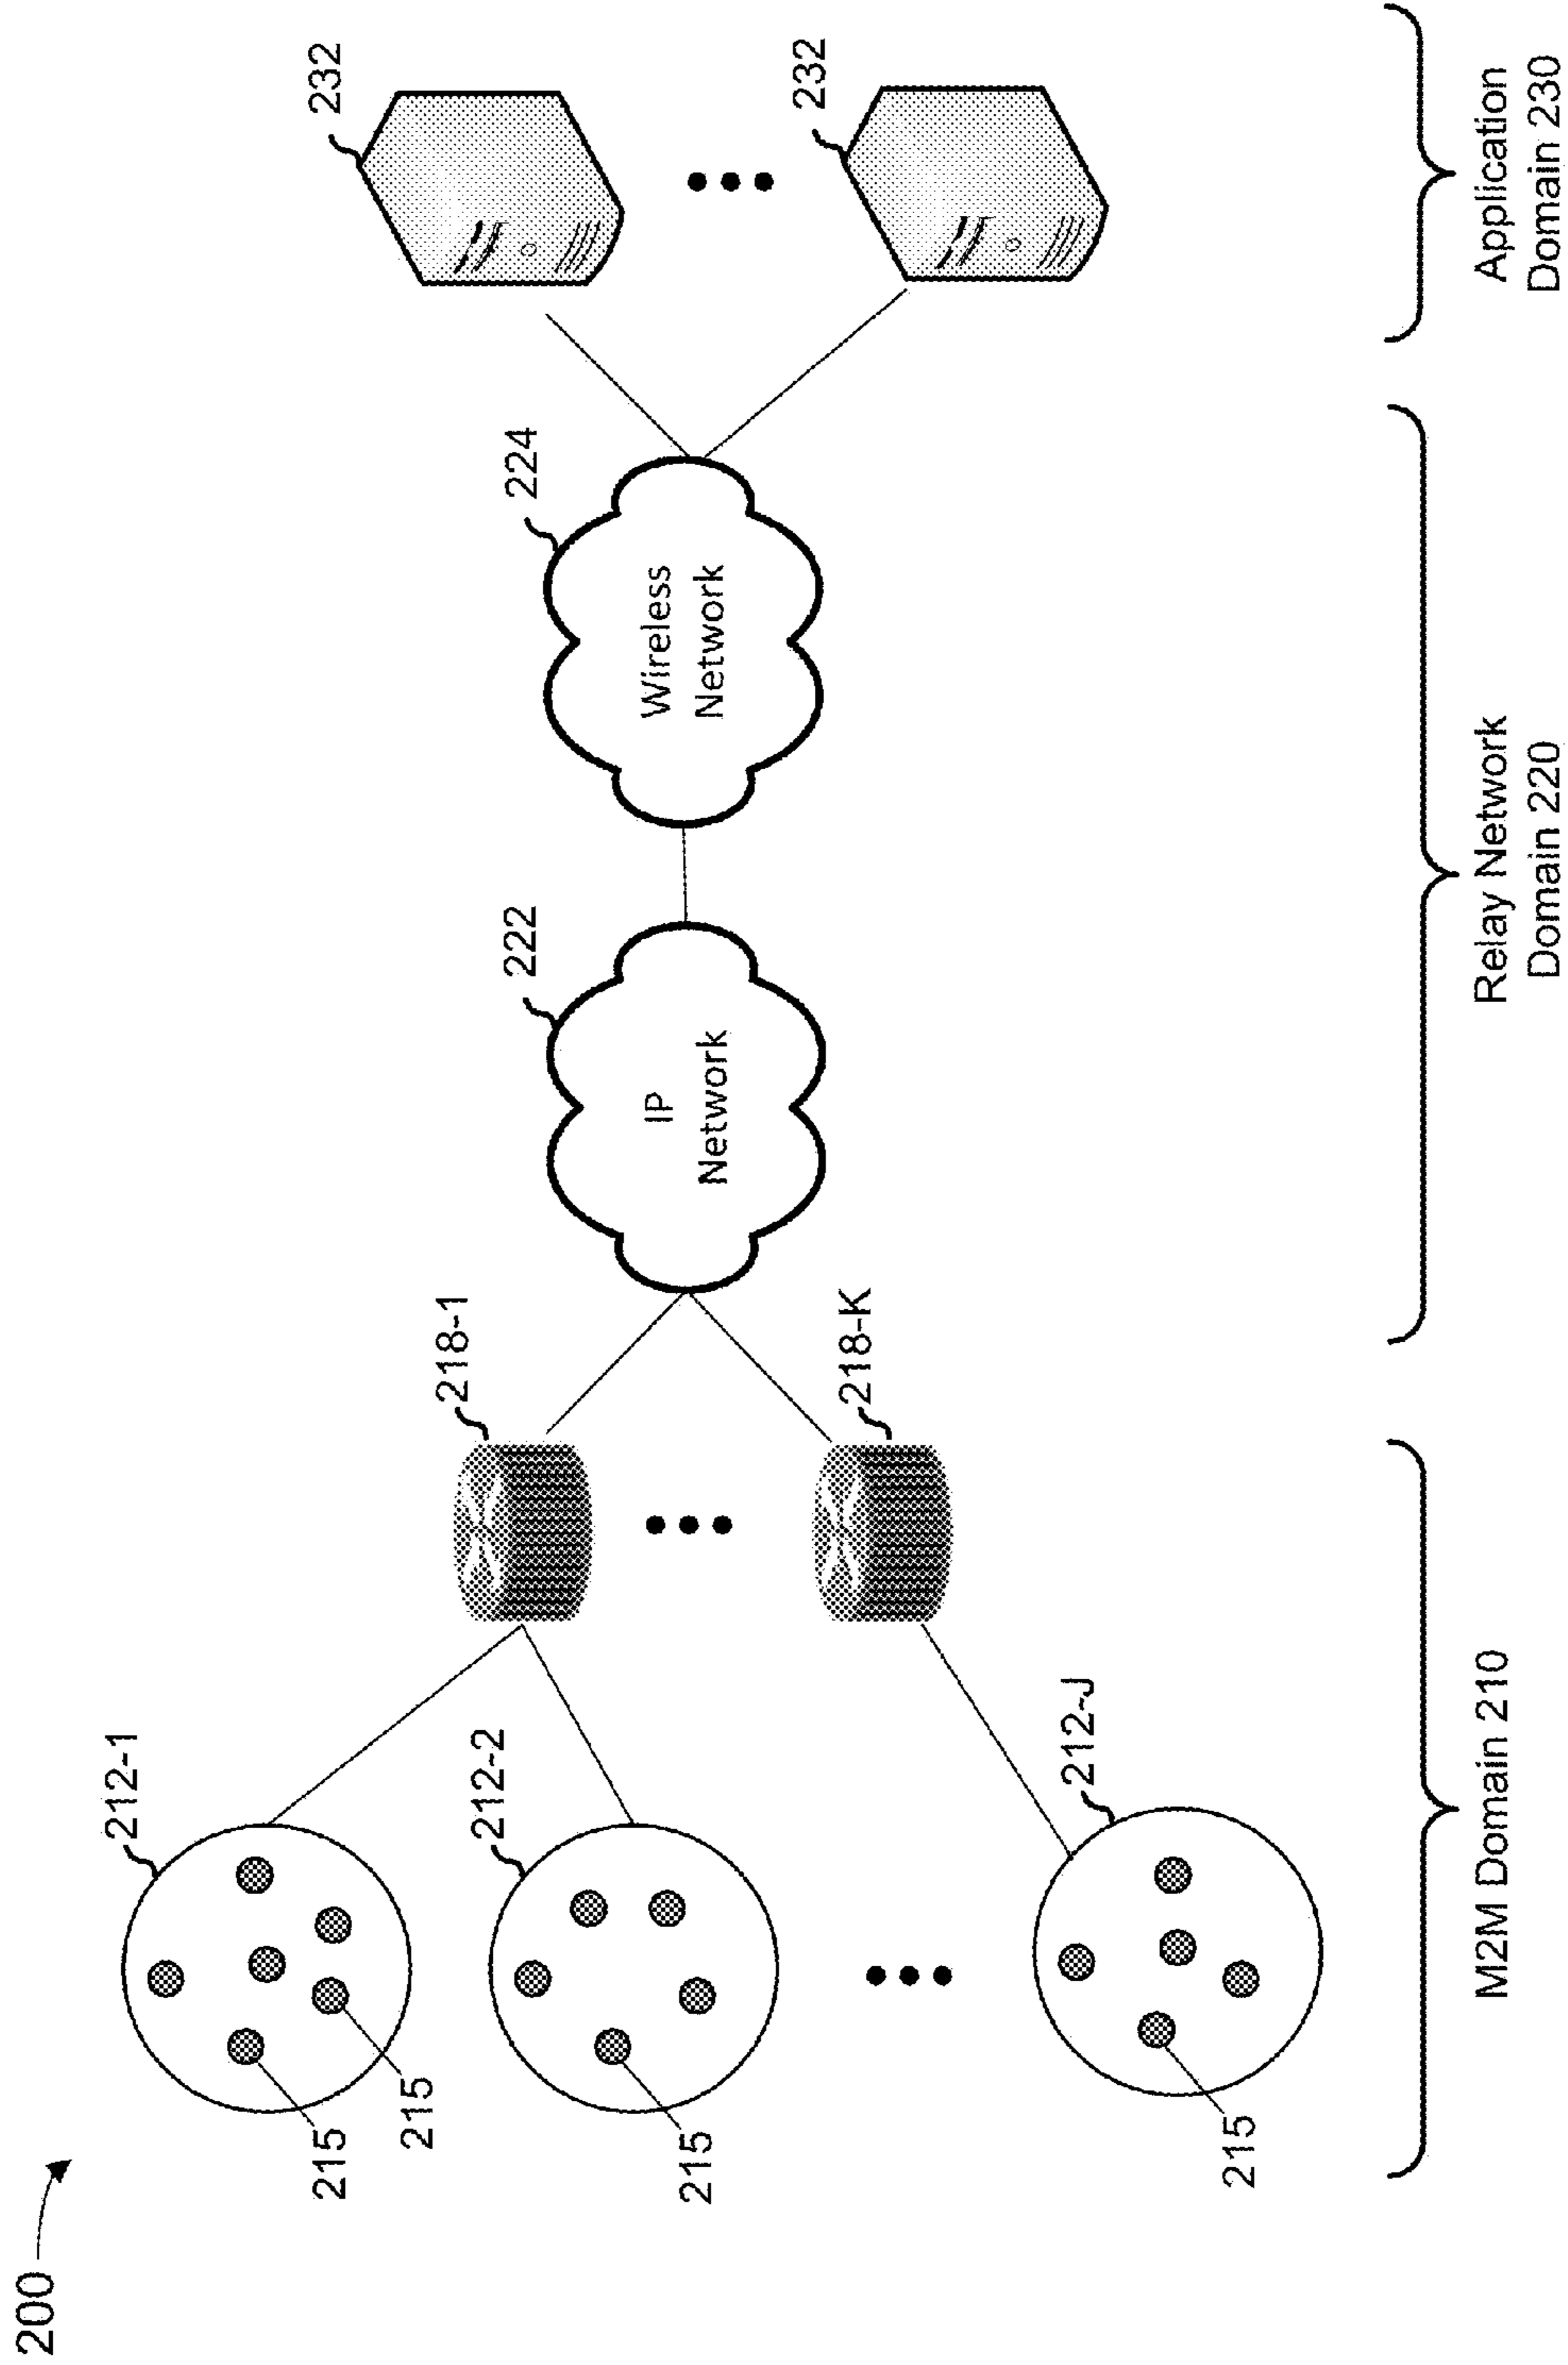 200
212-1
215
215
212-2
215
212-J
215
218-1
218-K
222
IP
Network
224
Wireless
Network
232
232
M2M Domain 210
Relay Network
Domain 220
Application
Domain 230